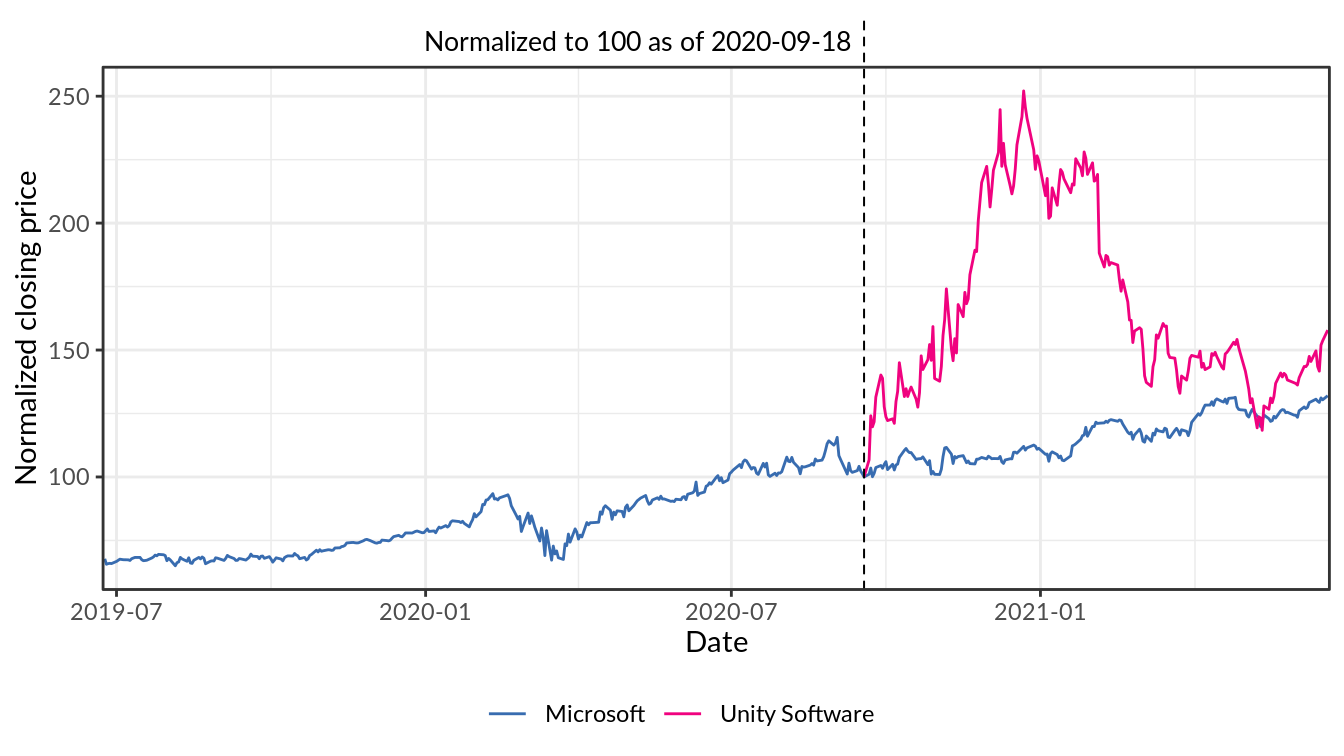 Normalized to 100 as of 2020-09-18
Normalized closing price
250
200
150
100
2019-07
2020-01
2020-07
2021-01
Date
Microsoft
Unity Software